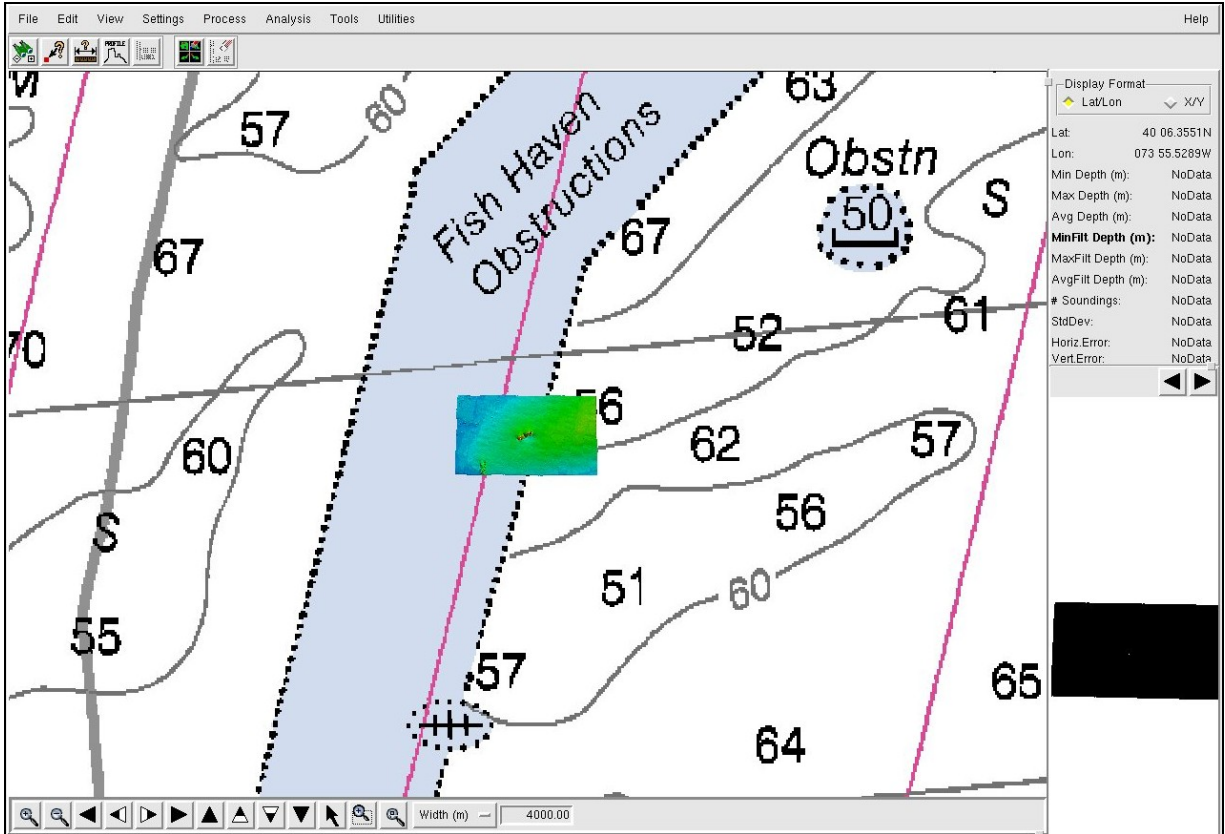 File Edit View Settings Process Analysis Tools Utilities Help
PROFILE
LINES
Display Format
Lat/Lon X/Y
Lat: 40 06.3551N
Lon: 073 55.5289W
Min Depth (m): NoData
Max Depth (m): NoData
Avg Depth (m): NoData
MinFilt Depth (m): NoData
MaxFilt Depth (m): NoData
AvgFilt Depth (m): NoData
# Soundings: NoData
StdDev: NoData
Horiz.Error: NoData
Vert.Error: NoData
57
60
63
Fish Haven
Obstructions
Obstn
50
S
67
67
70
52
61
56
60
62
57
S
56
51
60
55
57
65
64
Width (m) 4000.00